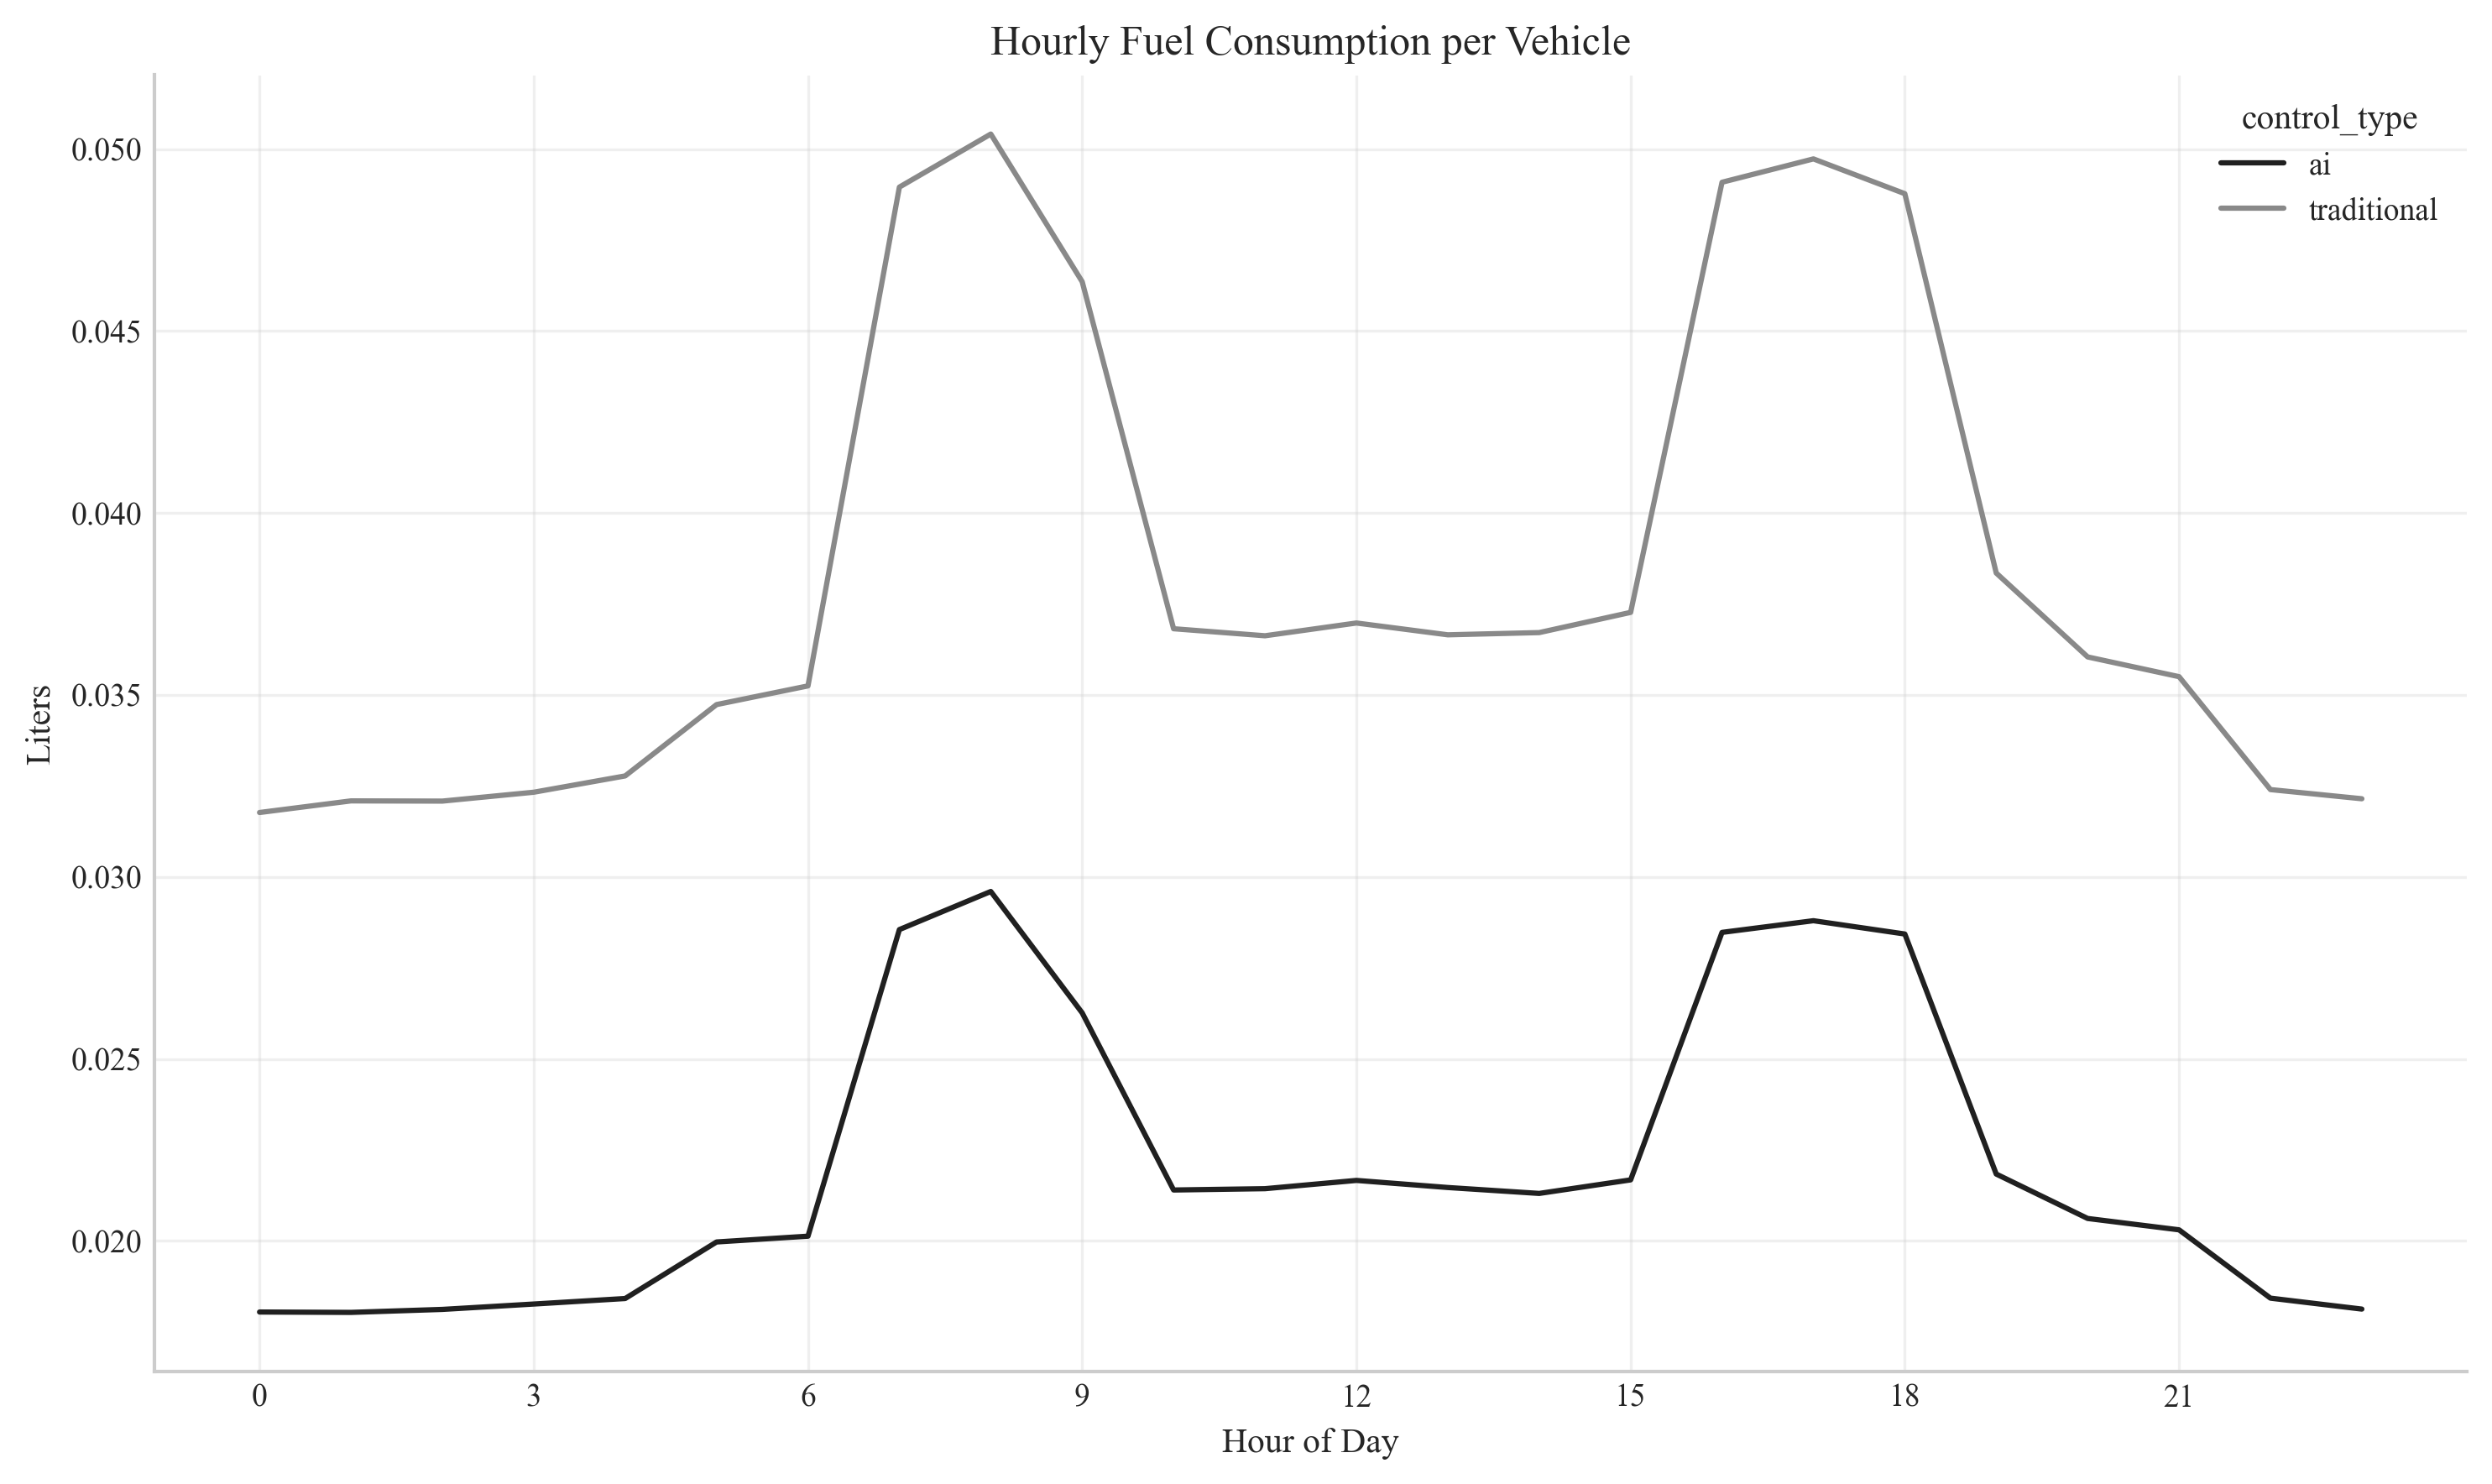 Hourly Fuel Consumption per Vehicle
control_type
ai
traditional
0.050
0.045
0.040
0.035
0.030
0.025
0.020
Liters
0 3 6 9 12 15 18 21
Hour of Day